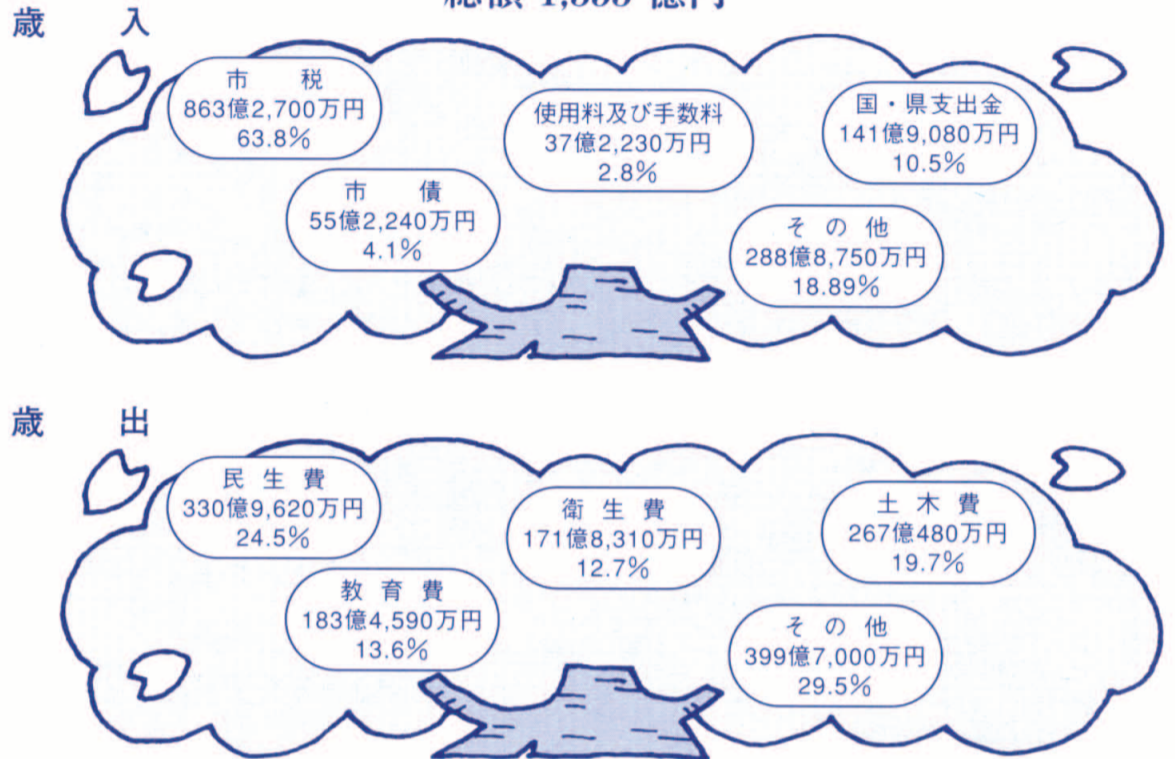 歳入
市税
863億2,700万円
63.8%
使用料及び手数料
37億2,230万円
2.8%
国・県支出金
141億9,080万円
10.5%
市債
55億2,240万円
4.1%
その他
288億8,750万円
18.89%
歳出
民生費
330億9,620万円
24.5%
衛生費
171億8,310万円
12.7%
土木費
267億480万円
19.7%
教育費
183億4,590万円
13.6%
その他
399億7,000万円
29.5%